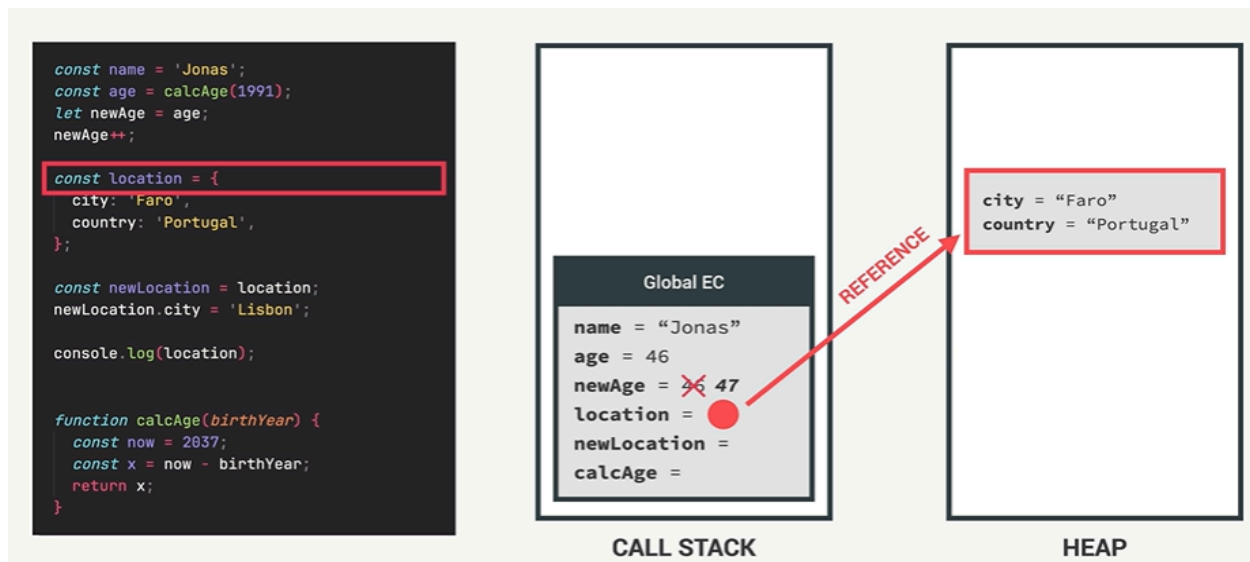 const name = 'Jonas';
const age = calcAge(1991);
let newAge = age;
newAge++;
const location = {
city: 'Faro',
country: 'Portugal',
};
const newLocation = location;
newLocation.city = 'Lisbon';
console.log(location);
function calcAge(birthYear) {
const now = 2037;
const x = now - birthYear;
return x;
}
Global EC
name = “Jonas”
age = 46
newAge = 46 47
location =
newLocation =
calcAge =
CALL STACK
REFERENCE
city = “Faro”
country = “Portugal”
HEAP